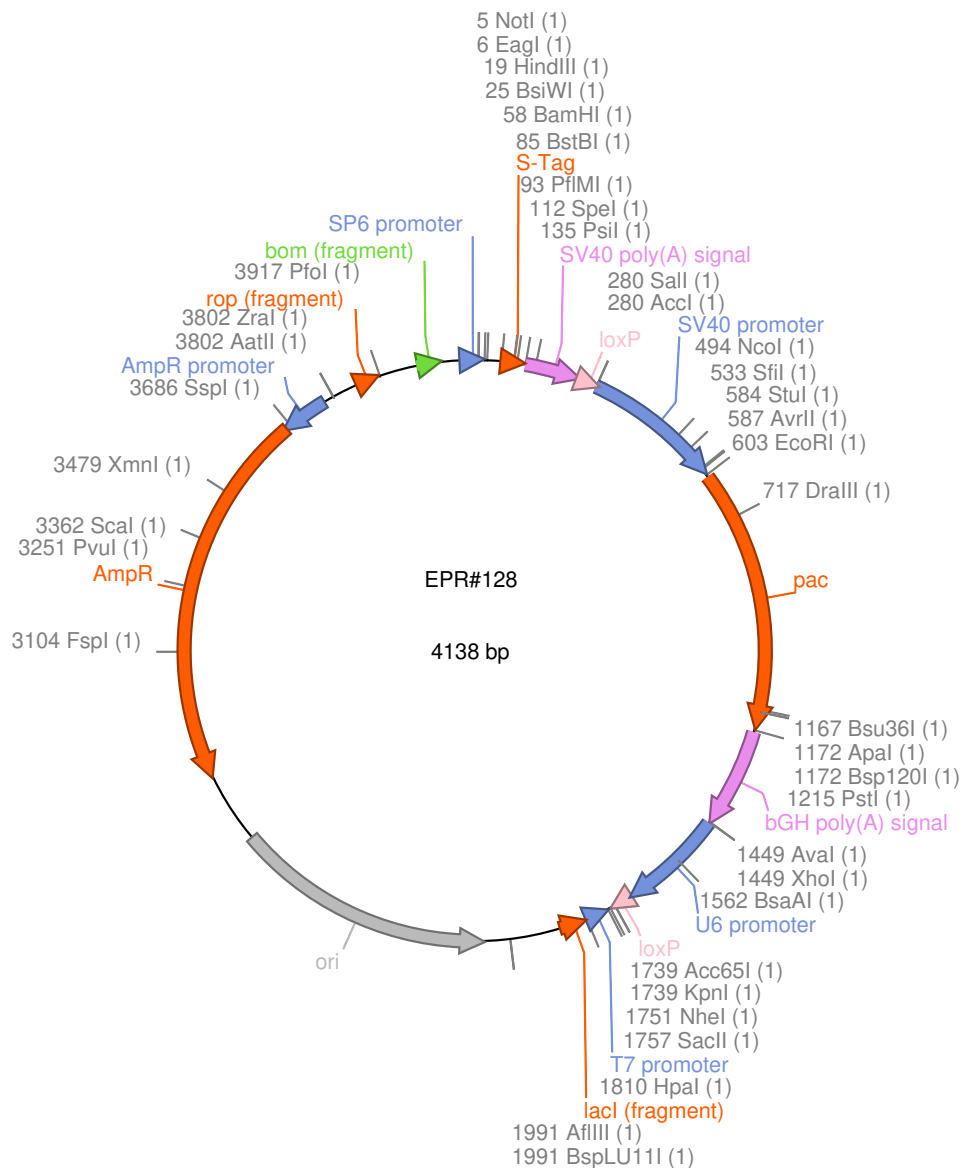 5 NotI (1)
6 EagI (1)
19 HindIII (1)
25 BsiWI (1)
58 BamHI (1)
85 BstBI (1)
S-Tag
93 PflMI (1)
112 SpeI (1)
135 PsiI (1)
SV40 poly(A) signal
280 SalI (1)
280 AccI (1)
loxP
SV40 promoter
494 NcoI (1)
533 SfiI (1)
584 StuI (1)
587 AvrII (1)
603 EcoRI (1)
717 DraIII (1)
pac
1167 Bsu36I (1)
1172 ApaI (1)
1172 Bsp120I (1)
1215 PstI (1)
bGH poly(A) signal
1449 AvaI (1)
1449 XhoI (1)
1562 BsaAI (1)
U6 promoter
loxP
1739 Acc65I (1)
1739 KpnI (1)
1751 NheI (1)
1757 SacII (1)
T7 promoter
1810 HpaI (1)
lacI (fragment)
1991 AflIII (1)
1991 BspLU11I (1)
ori
3104 FspI (1)
AmpR
3251 PvuI (1)
3362 ScaI (1)
3479 XmnI (1)
3686 SspI (1)
AmpR promoter
3802 AatII (1)
3802 ZraI (1)
rop (fragment)
3917 PfoI (1)
bom (fragment)
SP6 promoter
EPR#128
4138 bp